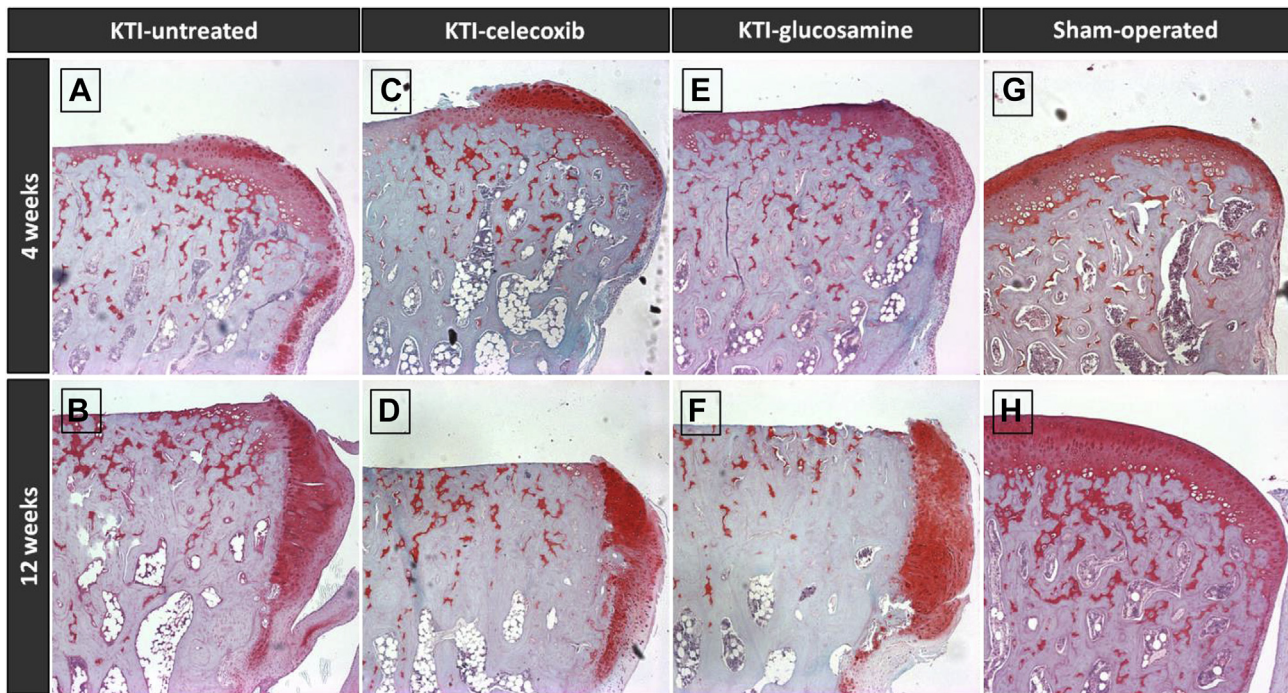 KTI-untreated KTI-celecoxib KTI-glucosamine Sham-operated
4 weeks
A C E G
12 weeks
B D F H